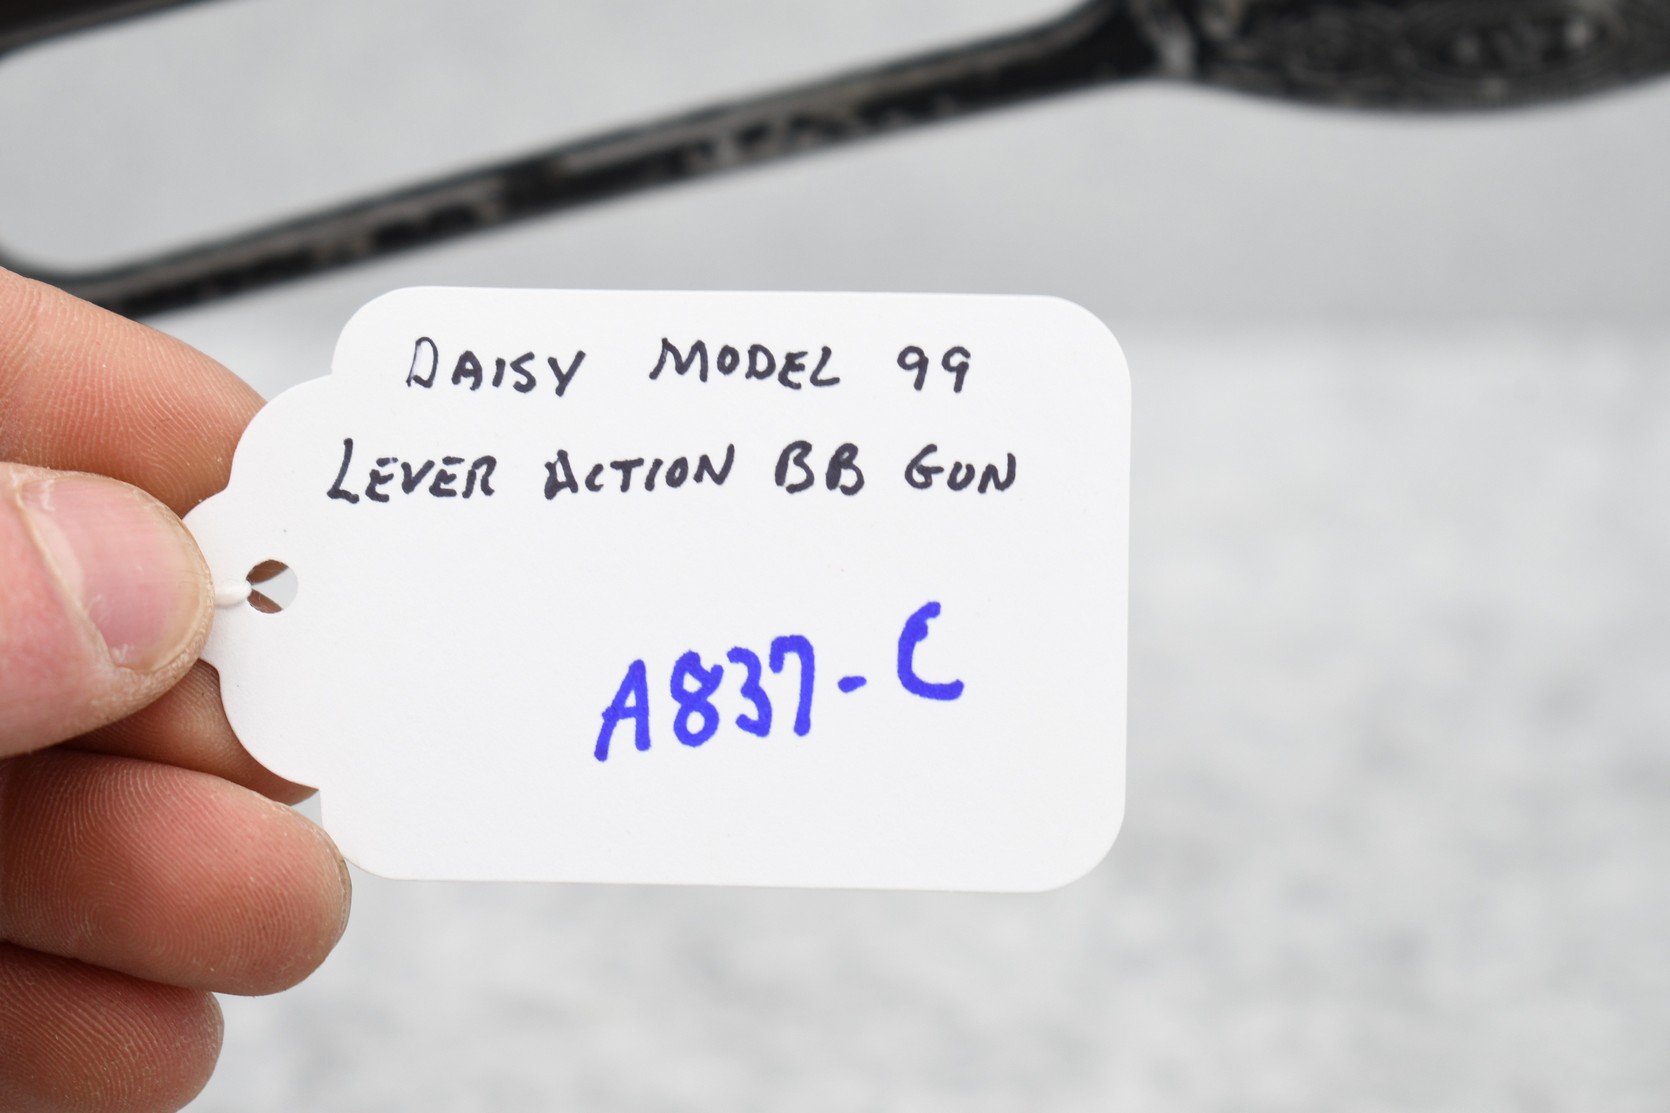 DAISY MODEL 99
LEVER ACTION BB GUN
A837-C